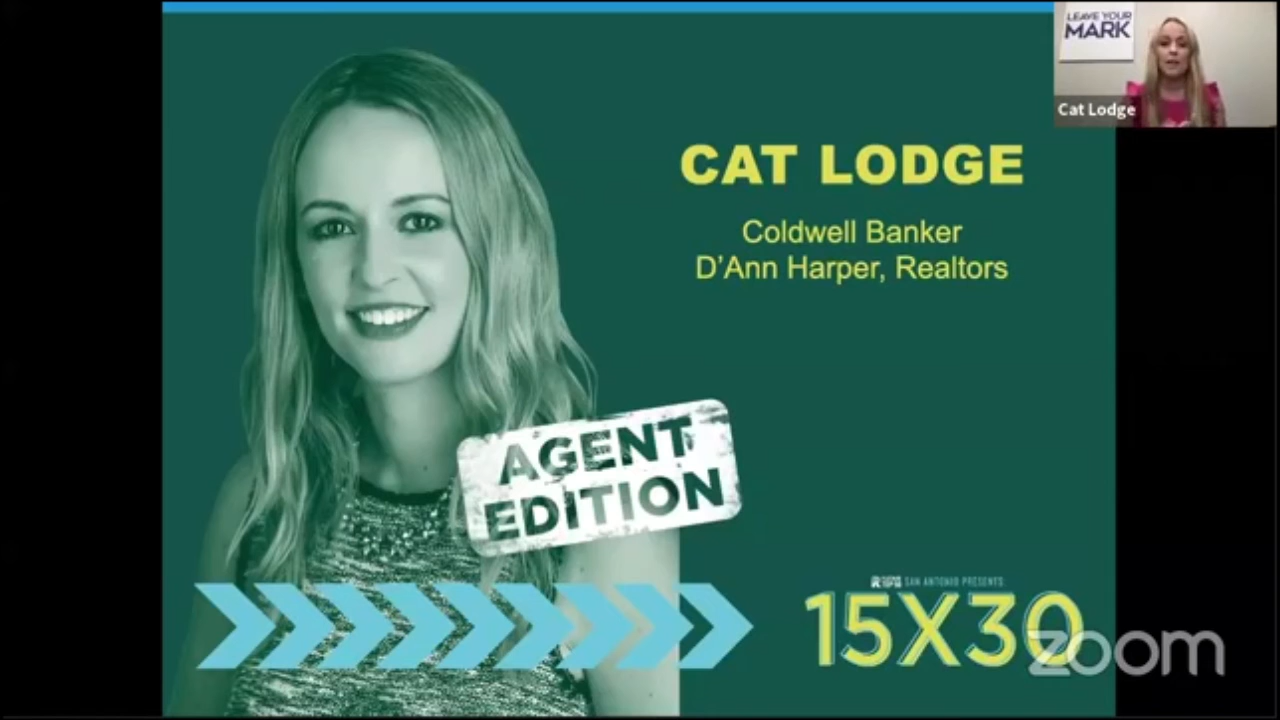 LEAVE YOUR
MARK
Cat Lodge
CAT LODGE
Coldwell Banker
D'Ann Harper, Realtors
AGENT
EDITION
SAN ANTONIO PRESENTS:
15X30
zoom